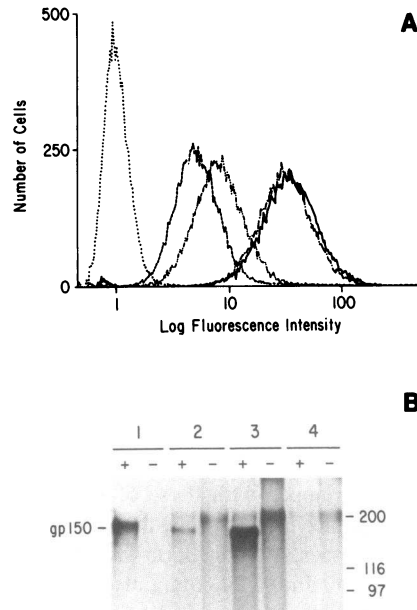 A
500
250
0
Number of Cells
1
10
100
Log Fluorescence Intensity
B
1 2 3 4
+ − + − + − + −
gp150 –
– 200
– 116
– 97